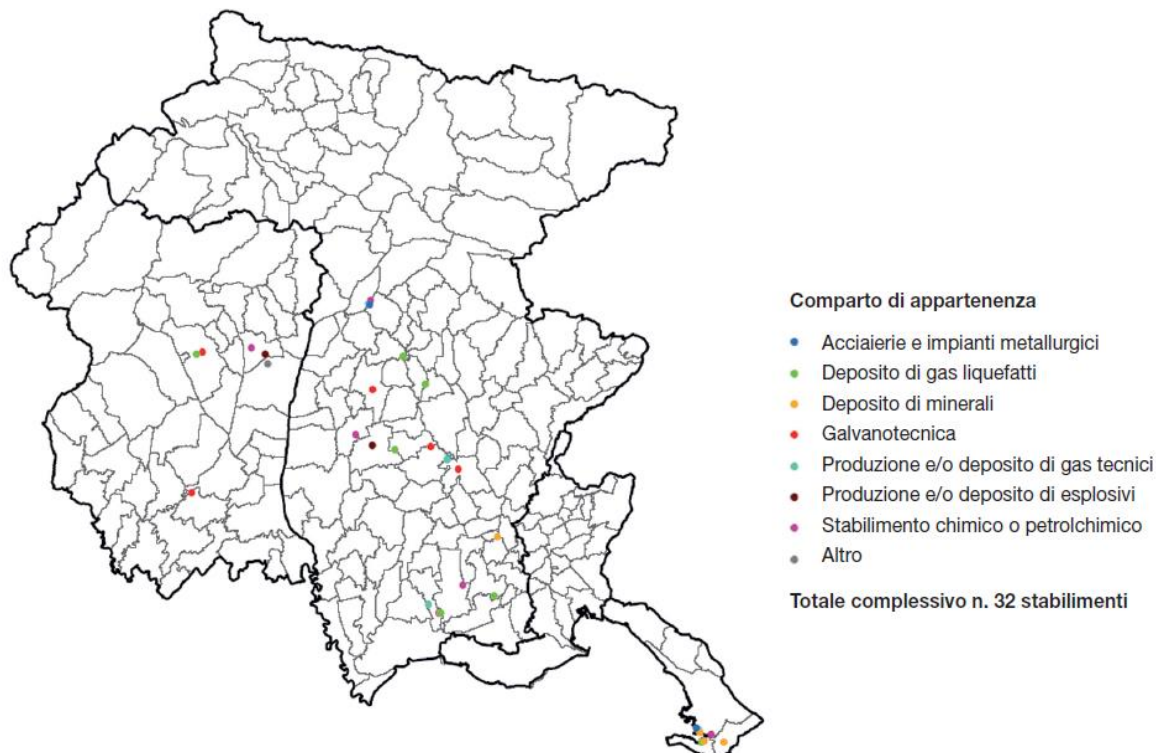 Comparto di appartenenza
Acciaierie e impianti metallurgici
Deposito di gas liquefatti
Deposito di minerali
Galvanotecnica
Produzione e/o deposito di gas tecnici
Produzione e/o deposito di esplosivi
Stabilimento chimico o petrolchimico
Altro
Totale complessivo n. 32 stabilimenti